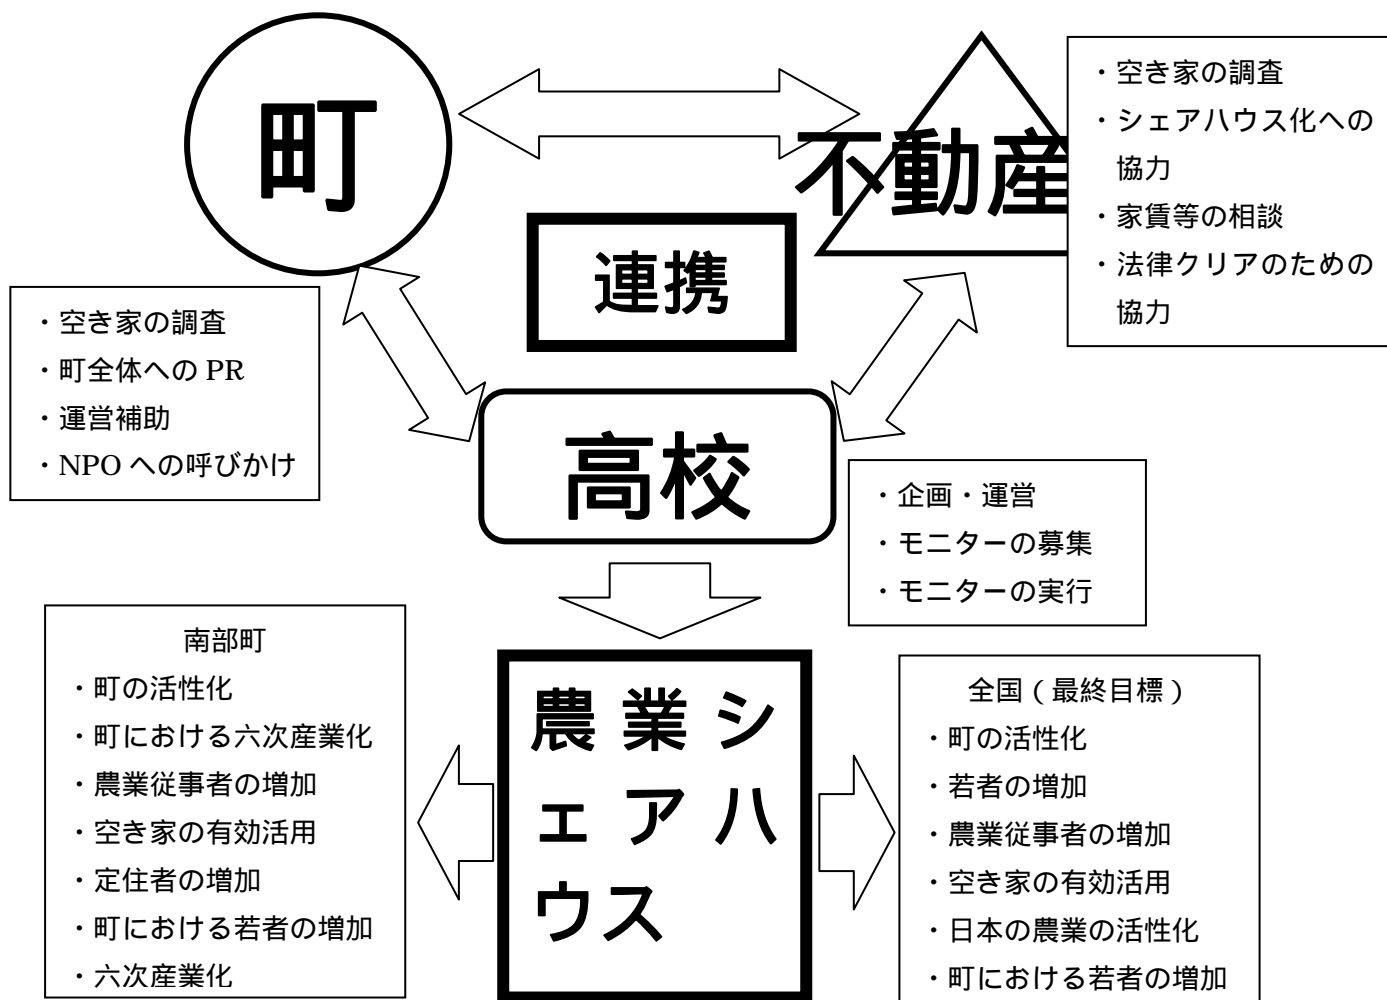 町
不動産
・空き家の調査
・シェアハウス化への
協力
・家賃等の相談
・法律クリアのための
協力
連携
・空き家の調査
・町全体への PR
・運営補助
・NPO への呼びかけ
高校
・企画・運営
・モニターの募集
・モニターの実行
南部町
・町の活性化
・町における六次産業化
・農業従事者の増加
・空き家の有効活用
・定住者の増加
・町における若者の増加
・六次産業化
農業シ
ェアハ
ウス
全国（最終目標）
・町の活性化
・若者の増加
・農業従事者の増加
・空き家の有効活用
・日本の農業の活性化
・町における若者の増加